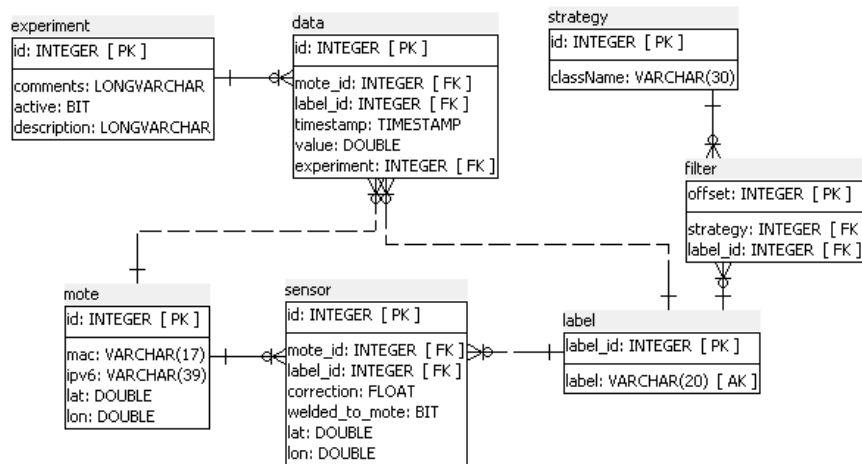 experiment
id: INTEGER [ PK ]
comments: LONGVARCHAR
active: BIT
description: LONGVARCHAR
data
id: INTEGER [ PK ]
mote_id: INTEGER [ FK ]
label_id: INTEGER [ FK ]
timestamp: TIMESTAMP
value: DOUBLE
experiment: INTEGER [ FK ]
strategy
id: INTEGER [ PK ]
className: VARCHAR(30)
filter
offset: INTEGER [ PK ]
strategy: INTEGER [ FK
label_id: INTEGER [ FK ]
mote
id: INTEGER [ PK ]
mac: VARCHAR(17)
ipv6: VARCHAR(39)
lat: DOUBLE
lon: DOUBLE
sensor
id: INTEGER [ PK ]
mote_id: INTEGER [ FK ]
label_id: INTEGER [ FK ]
correction: FLOAT
welded_to_mote: BIT
lat: DOUBLE
lon: DOUBLE
label
label_id: INTEGER [ PK ]
label: VARCHAR(20) [ AK ]